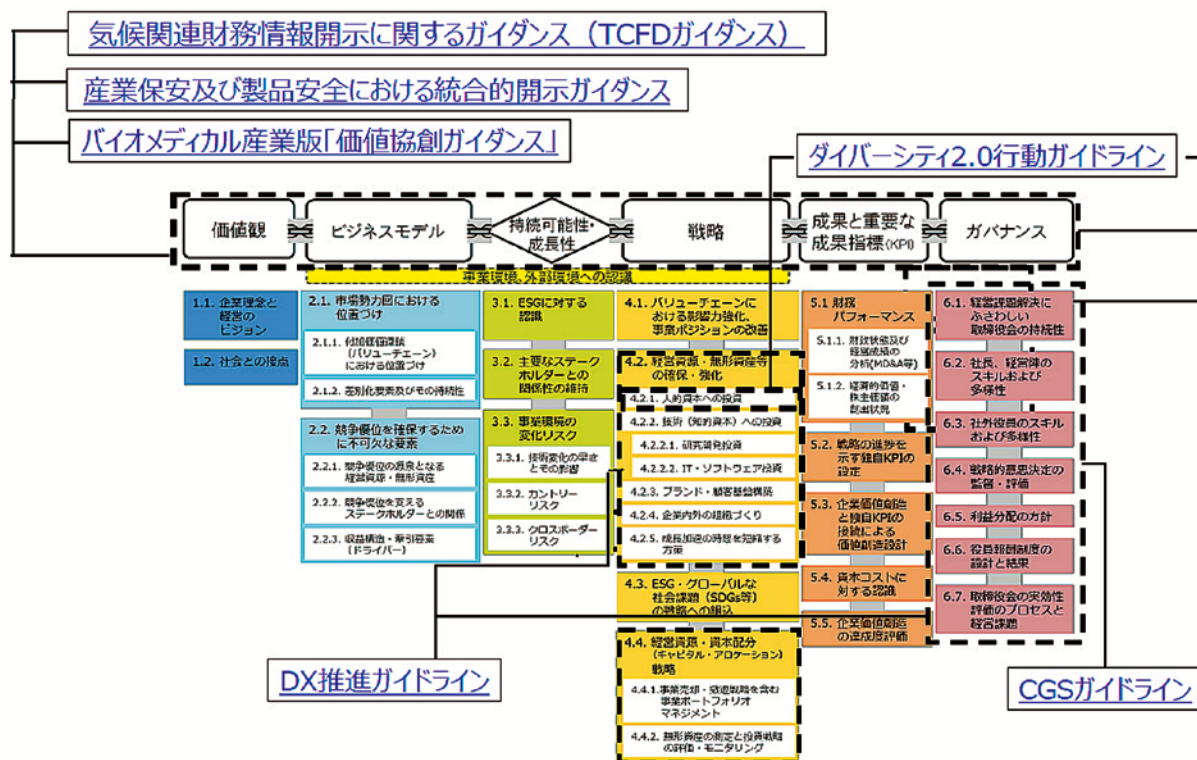 気候関連財務情報開示に関するガイダンス（TCFDガイダンス）
産業保安及び製品安全における統合的開示ガイダンス
バイオメディカル産業版「価値協創ガイダンス」
ダイバーシティ2.0行動ガイドライン
価値観
ビジネスモデル
持続可能性・
成長性
戦略
成果と重要な
成果指標(KPI)
ガバナンス
事業環境、外部環境への認識
1.1. 企業理念と
経営の
ビジョン
1.2. 社会との接点
2.1. 市場勢力図における
位置づけ
2.1.1. 付加価値連鎖
（バリューチェーン）
における位置づけ
2.1.2. 差別化要素及びその持続性
2.2. 競争優位を確保するために
に不可欠な要素
2.2.1. 競争優位の源泉となる
経営資源・無形資産
2.2.2. 競争優位を支える
ステークホルダーとの関係
2.2.3. 収益構造・牽引要素
（ドライバー）
3.1. ESGに対する
認識
3.2. 主要なステーク
ホルダーとの
関係性の維持
3.3. 事業環境の
変化リスク
3.3.1. 技術変化の早さ
とその影響
3.3.2. カントリー
リスク
3.3.3. クロスボーダー
リスク
4.1. バリューチェーンに
おける影響力強化、
事業ポジションの改善
4.2. 経営資源・無形資産等
の確保・強化
4.2.1. 人的資本への投資
4.2.2. 技術（知的資本）への投資
4.2.2.1. 研究開発投資
4.2.2.2. IT・ソフトウェア投資
4.2.3. ブランド・顧客基盤構築
4.2.4. 企業内外の組織づくり
4.2.5. 成長加速の時間を短縮する
方策
4.3. ESG・グローバルな
社会課題（SDGs等）
の戦略への組込
4.4. 経営資源・資本配分
（キャピタル・アロケーション）
戦略
4.4.1. 事業売却・撤退戦略を含む
事業ポートフォリオ
マネジメント
4.4.2. 無形資産の測定と投資戦略
の評価・モニタリング
5.1 財務
パフォーマンス
5.1.1. 財政状態及び
経営成績の
分析(MD&A等)
5.1.2. 経済的価値・
株主価値の
創出状況
5.2. 戦略の進捗を
示す独自KPIの
設定
5.3. 企業価値創造
と独自KPIの
接続による
価値創造設計
5.4. 資本コストに
対する認識
5.5. 企業価値創造
の達成度評価
6.1. 経営課題解決に
ふさわしい
取締役会の持続性
6.2. 社長、経営陣の
スキルおよび
多様性
6.3. 社外役員のスキル
および多様性
6.4. 戦略的意思決定の
監督・評価
6.5. 利益分配の方針
6.6. 役員報酬制度の
設計と結果
6.7. 取締役会の実効性
評価のプロセスと
経営課題
DX推進ガイドライン
CGSガイドライン